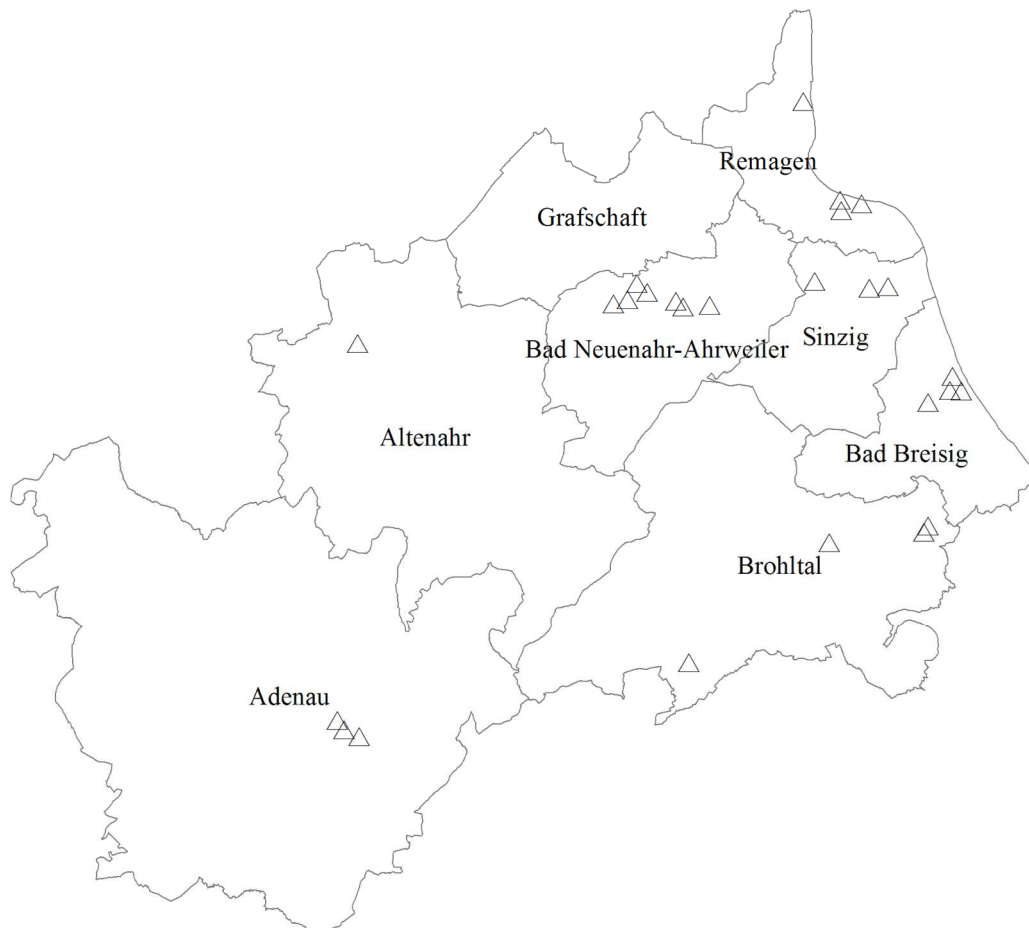 Remagen
Grafschaft
Sinzig
Bad Neuenahr-Ahrweiler
Altenahr
Bad Breisig
Brohltal
Adenau